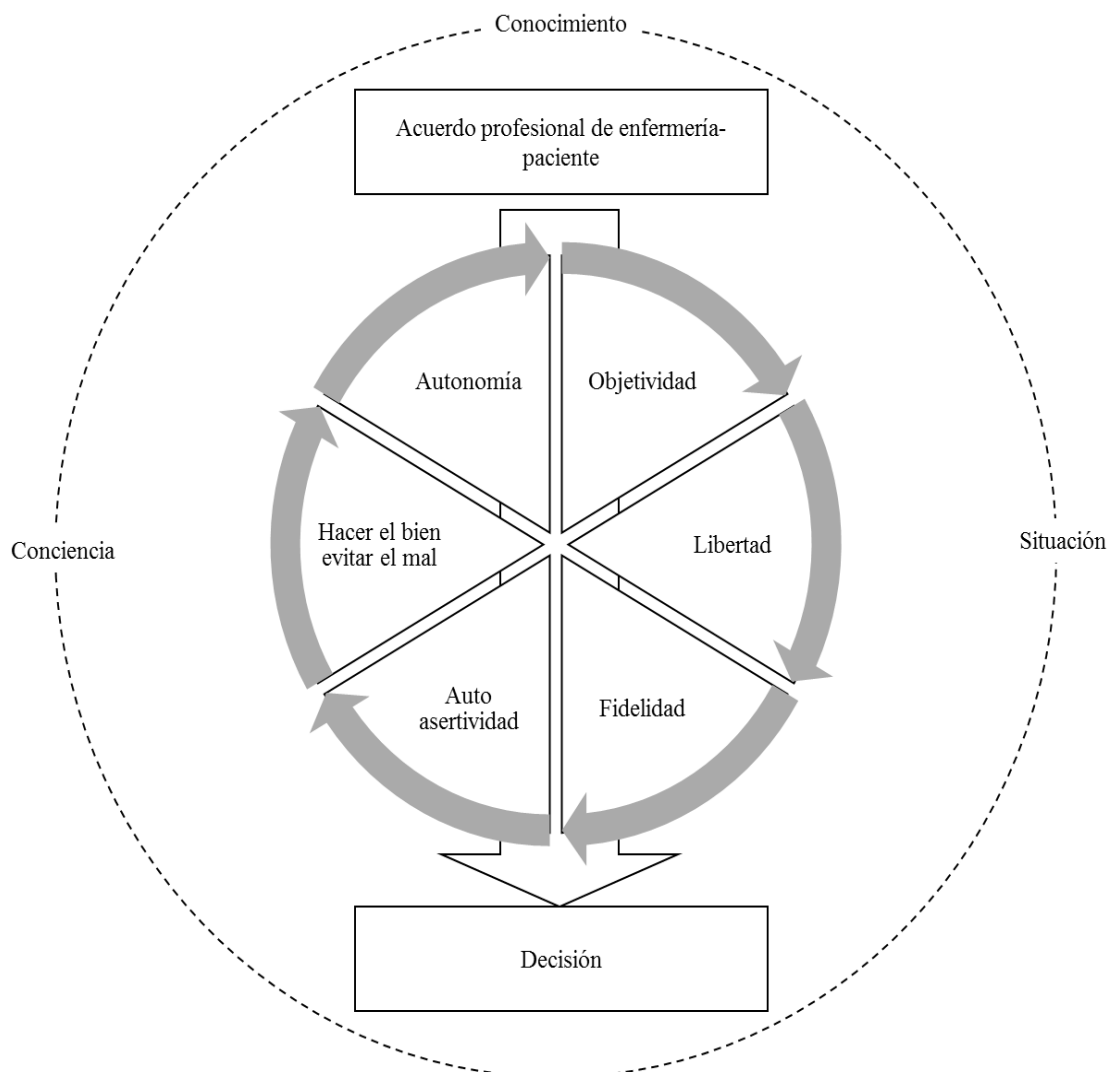 Conocimiento
Acuerdo profesional de enfermería-
paciente
Autonomía
Objetividad
Hacer el bien
evitar el mal
Libertad
Conciencia
Situación
Auto
asertividad
Fidelidad
Decisión